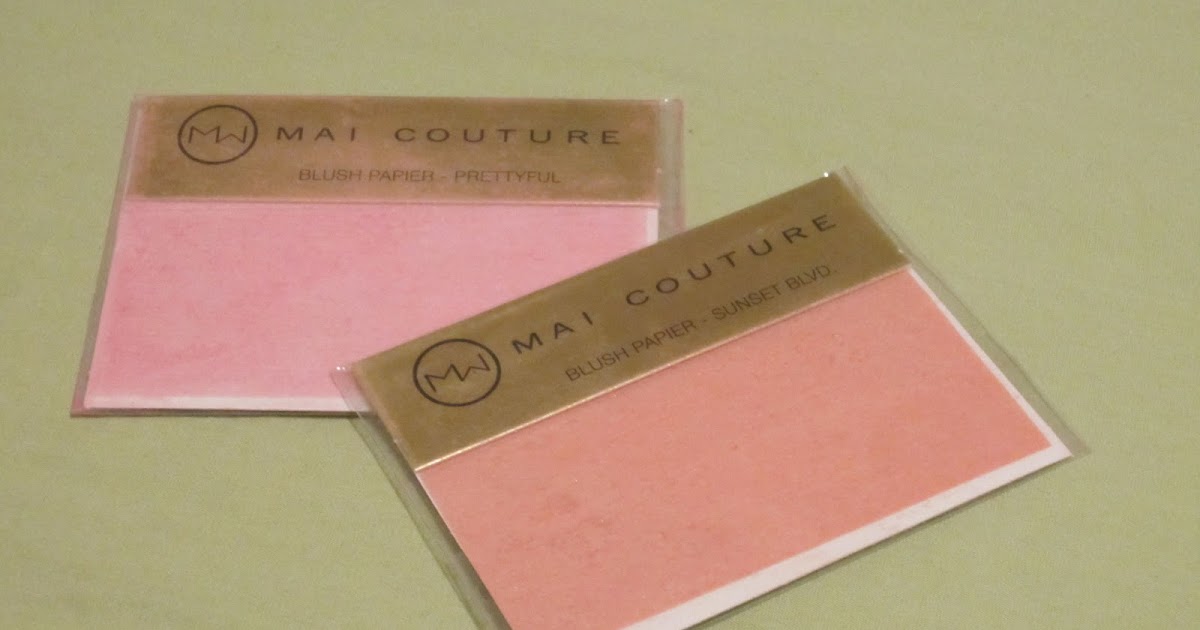 MW MAI COUTURE
BLUSH PAPIER - PRETTYFUL
MW MAI COUTURE
BLUSH PAPIER - SUNSET BLVD.